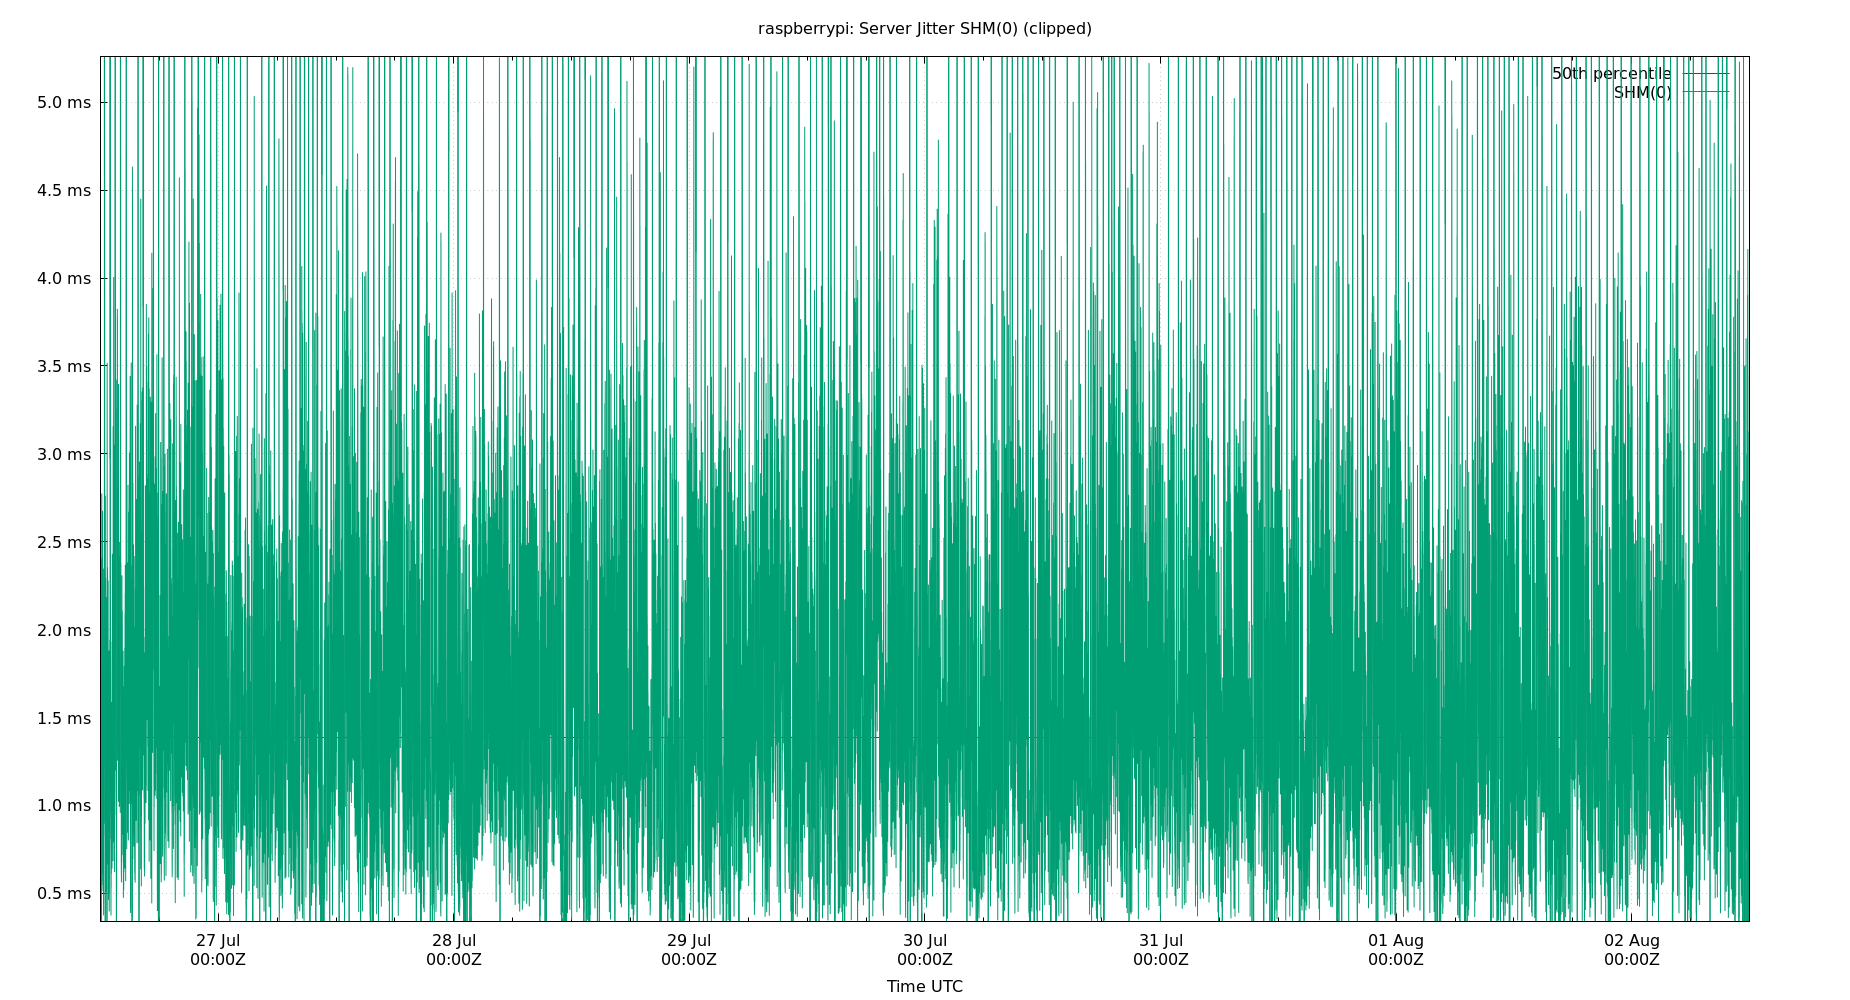 raspberrypi: Server Jitter SHM(0) (clipped)
50th percentile
SHM(0)
5.0 ms
4.5 ms
4.0 ms
3.5 ms
3.0 ms
2.5 ms
2.0 ms
1.5 ms
1.0 ms
0.5 ms
27 Jul 28 Jul 29 Jul 30 Jul 31 Jul 01 Aug 02 Aug
00:00Z 00:00Z 00:00Z 00:00Z 00:00Z 00:00Z 00:00Z
Time UTC